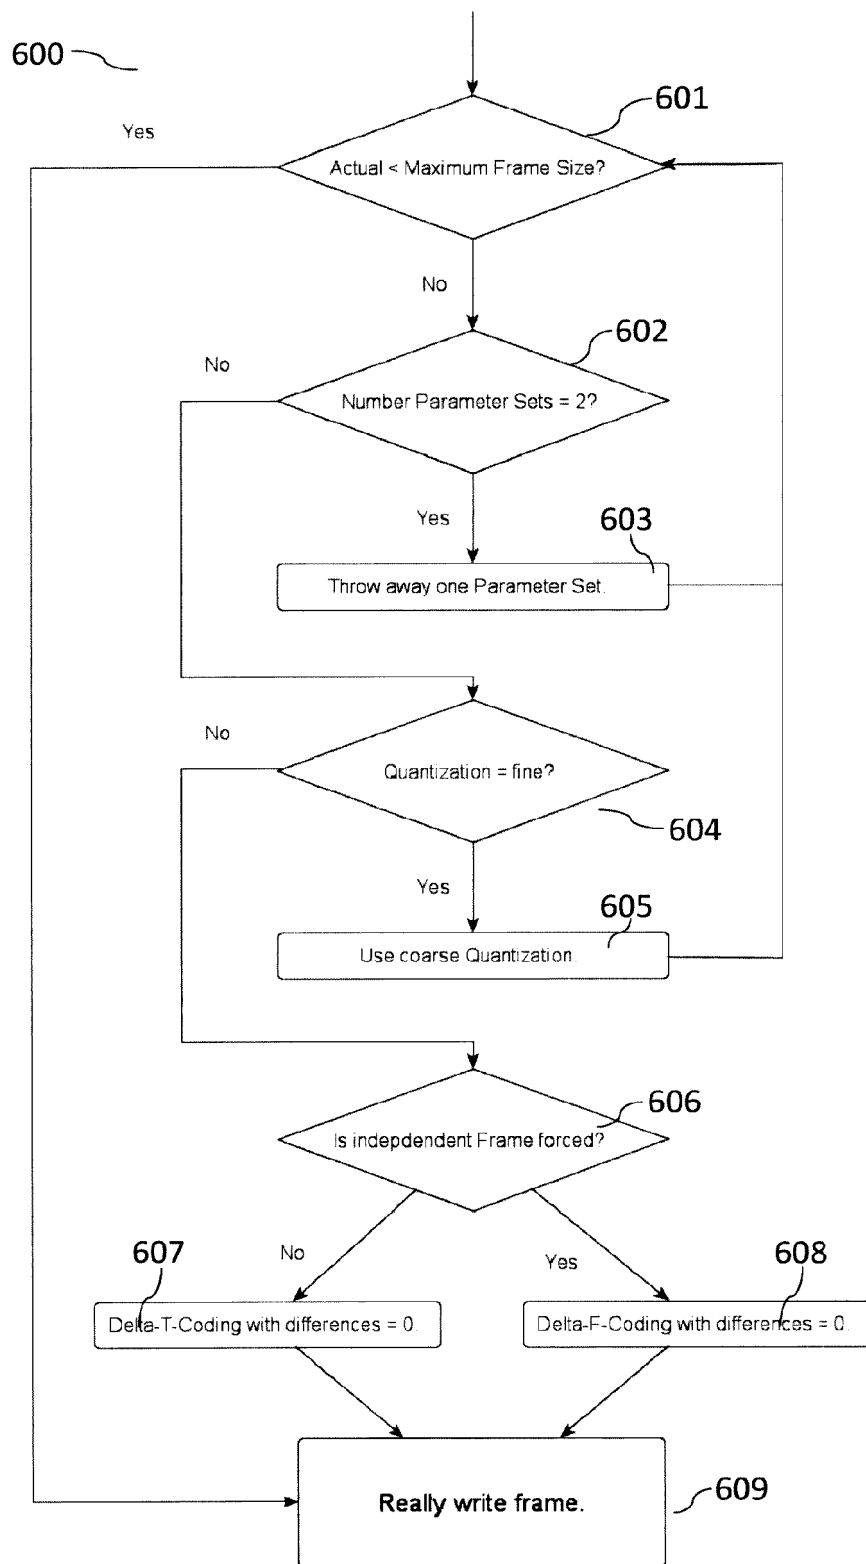 600
601
Yes
Actual < Maximum Frame Size?
No
602
No
Number Parameter Sets = 2?
Yes
603
Throw away one Parameter Set.
No
Quantization = fine?
604
Yes
605
Use coarse Quantization.
606
Is indepdendent Frame forced?
607
No
Yes
608
Delta-T-Coding with differences = 0.
Delta-F-Coding with differences = 0.
Really write frame.
609